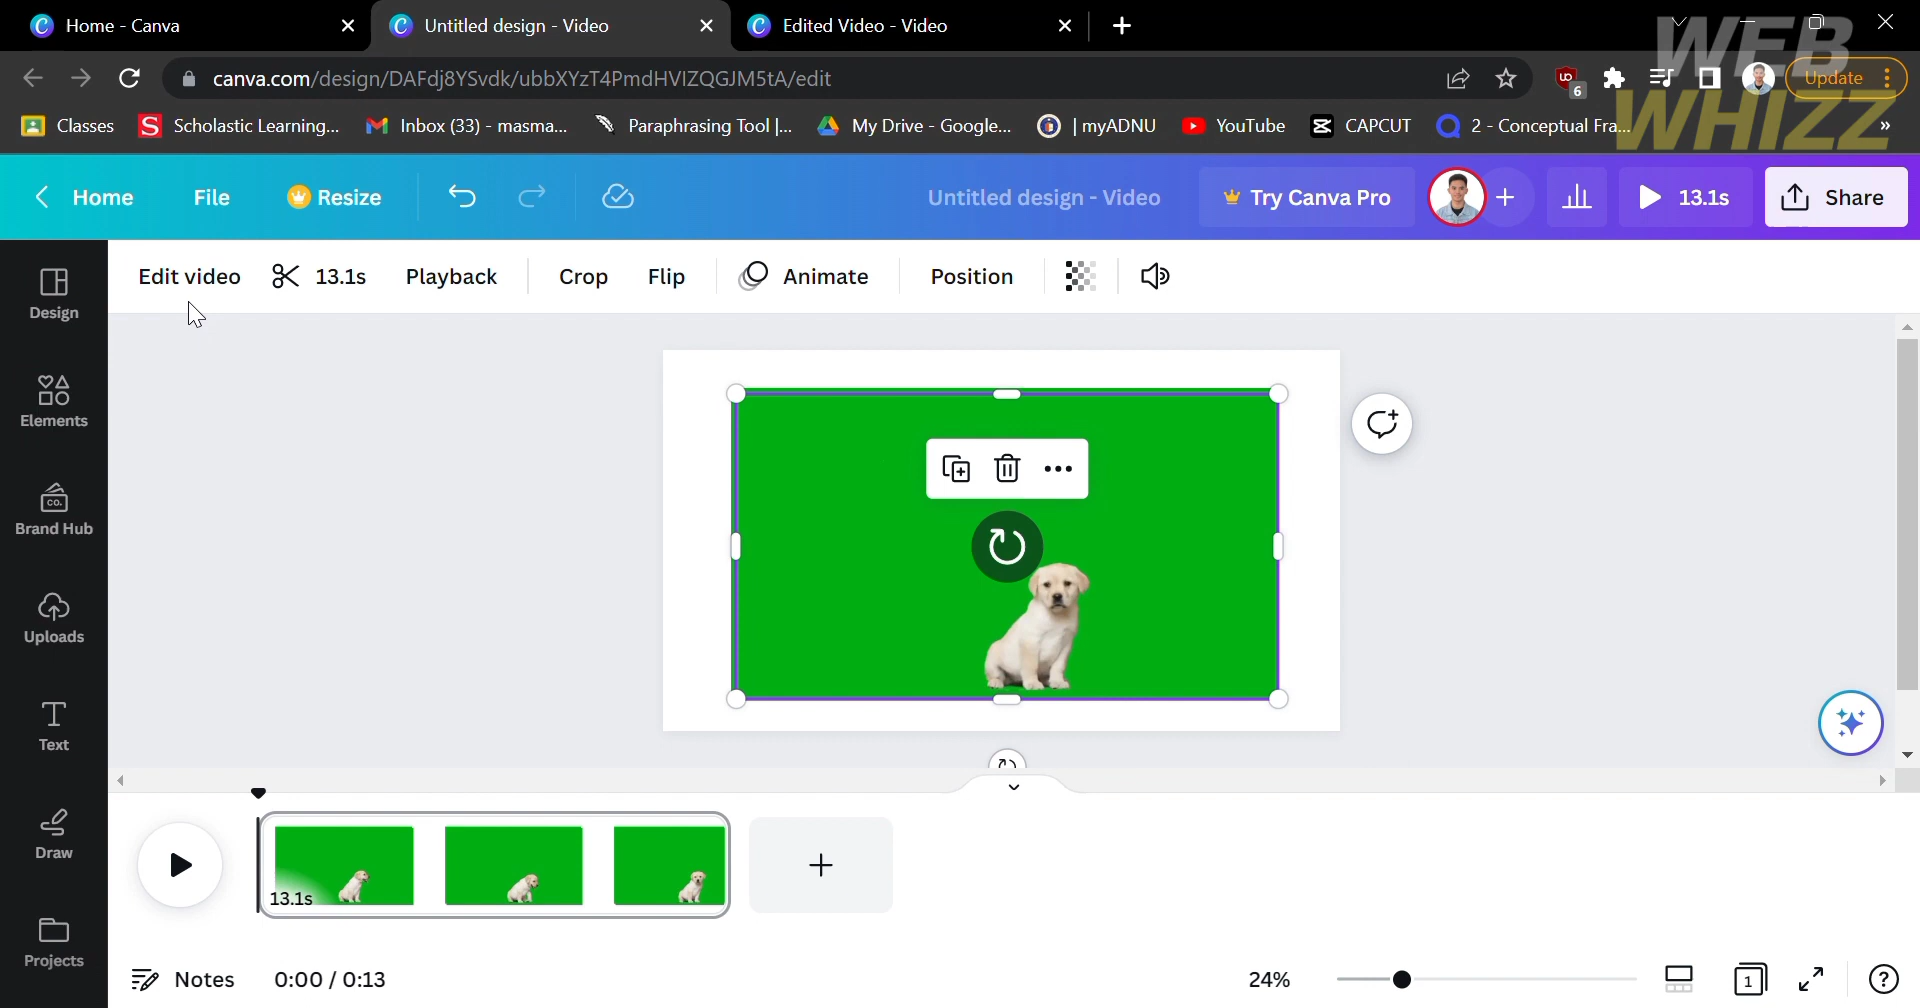 Home - Canva
Untitled design - Video
Edited Video - Video
canva.com/design/DAFdj8YSvdk/ubbXYzT4PmdHVIZQGJM5tA/edit
6
Update
WEB
WHIZZ
Classes
Scholastic Learning...
Inbox (33) - masma...
Paraphrasing Tool |...
My Drive - Google...
| myADNU
YouTube
CAPCUT
2 - Conceptual Fra...
»
Home
File
Resize
Untitled design - Video
Try Canva Pro
13.1s
Share
Edit video
13.1s
Playback
Crop
Flip
Animate
Position
Design
Elements
CO.
Brand Hub
Uploads
Text
Draw
Projects
13.1s
Notes
0:00 / 0:13
24%
1